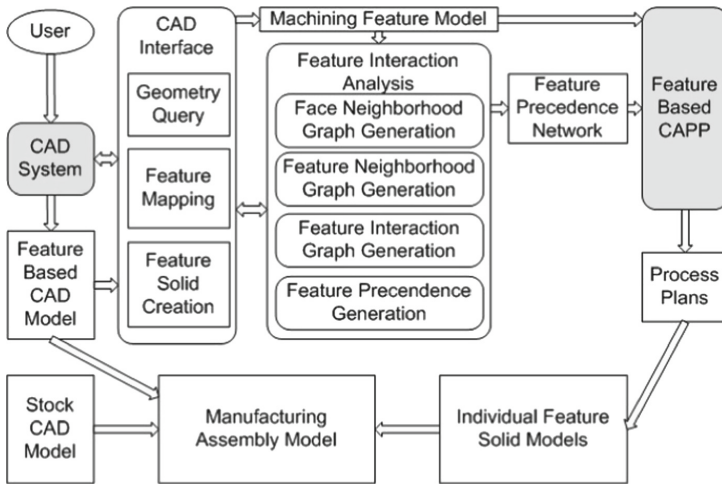 User
CAD
System
Feature
Based
CAD
Model
Stock
CAD
Model
CAD
Interface
Geometry
Query
Feature
Mapping
Feature
Solid
Creation
Machining Feature Model
Feature Interaction
Analysis
Face Neighborhood
Graph Generation
Feature Neighborhood
Graph Generation
Feature Interaction
Graph Generation
Feature Precendence
Generation
Feature
Precedence
Network
Feature
Based
CAPP
Process
Plans
Manufacturing
Assembly Model
Individual Feature
Solid Models